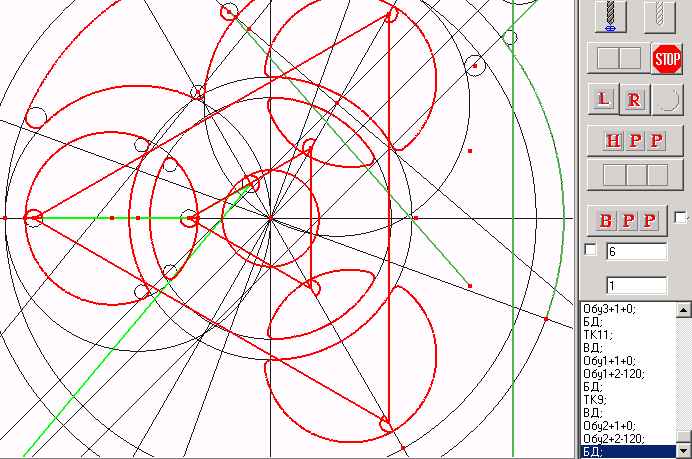 STOP
L R
H P P
B P P
6
1
Обу3+1+0;
БД;
ТК11;
ВД;
Обу1+1+0;
Обу1+2-120;
БД;
ТК9;
ВД;
Обу2+1+0;
Обу2+2-120;
БД;